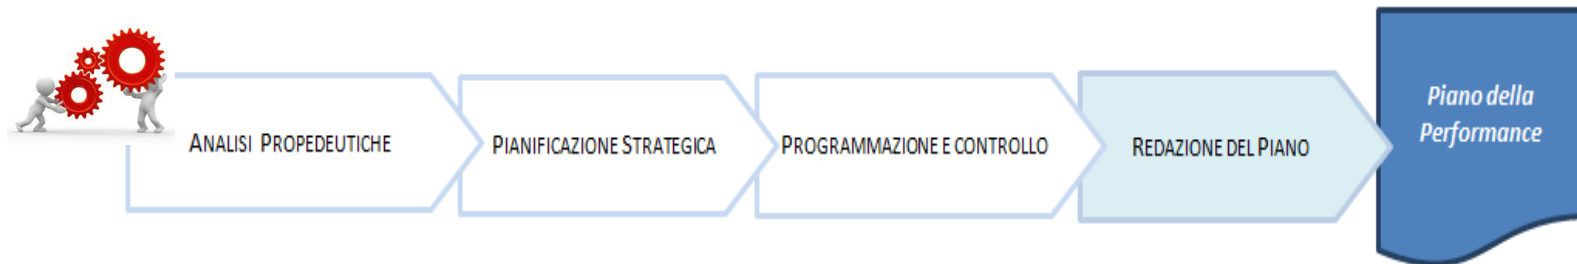 ANALISI PROPEDEUTICHE
PIANIFICAZIONE STRATEGICA
PROGRAMMAZIONE E CONTROLLO
REDAZIONE DEL PIANO
Piano della
Performance